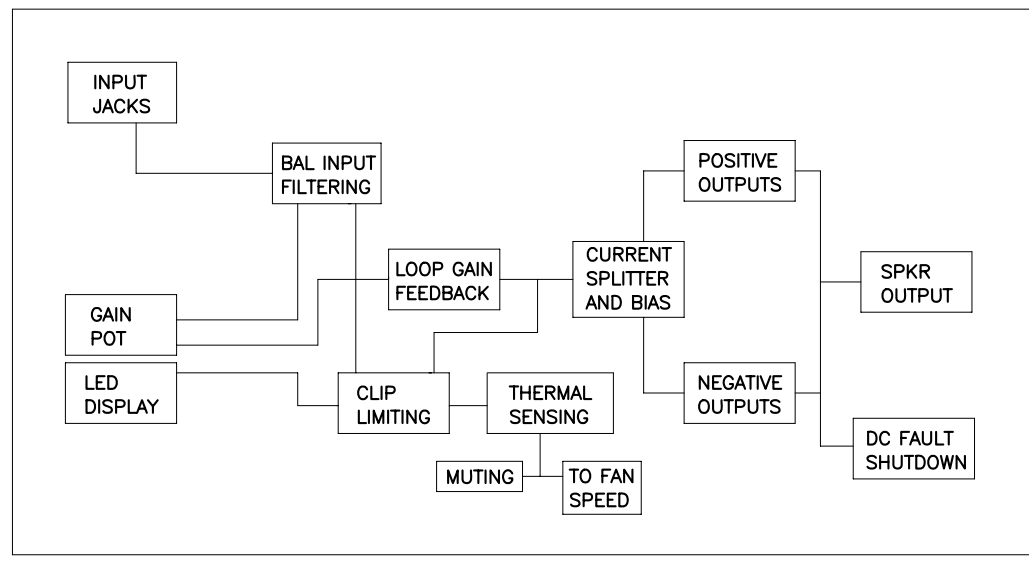 INPUT
JACKS
BAL INPUT
FILTERING
POSITIVE
OUTPUTS
LOOP GAIN
FEEDBACK
CURRENT
SPLITTER
AND BIAS
SPKR
OUTPUT
GAIN
POT
LED
DISPLAY
CLIP
LIMITING
THERMAL
SENSING
NEGATIVE
OUTPUTS
DC FAULT
SHUTDOWN
MUTING
TO FAN
SPEED